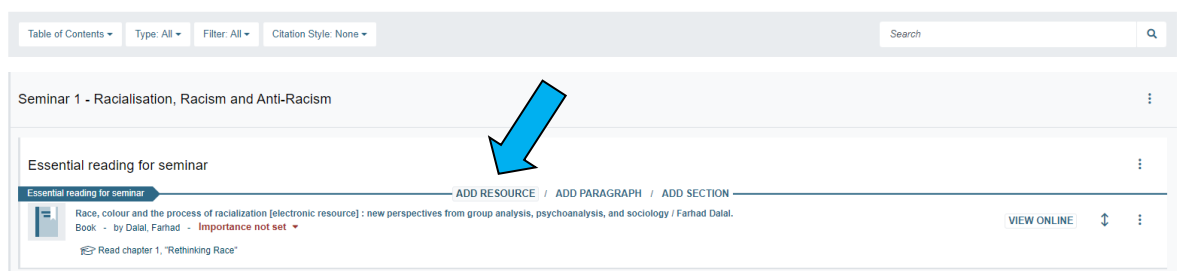 Table of Contents Type: All Filter: All Citation Style: None Search
Seminar 1 - Racialisation, Racism and Anti-Racism
Essential reading for seminar
Essential reading for seminar ADD RESOURCE / ADD PARAGRAPH / ADD SECTION
Race, colour and the process of racialization [electronic resource] : new perspectives from group analysis, psychoanalysis, and sociology / Farhad Dalal.
Book - by Dalal, Farhad - Importance not set VIEW ONLINE
Read chapter 1, "Rethinking Race"